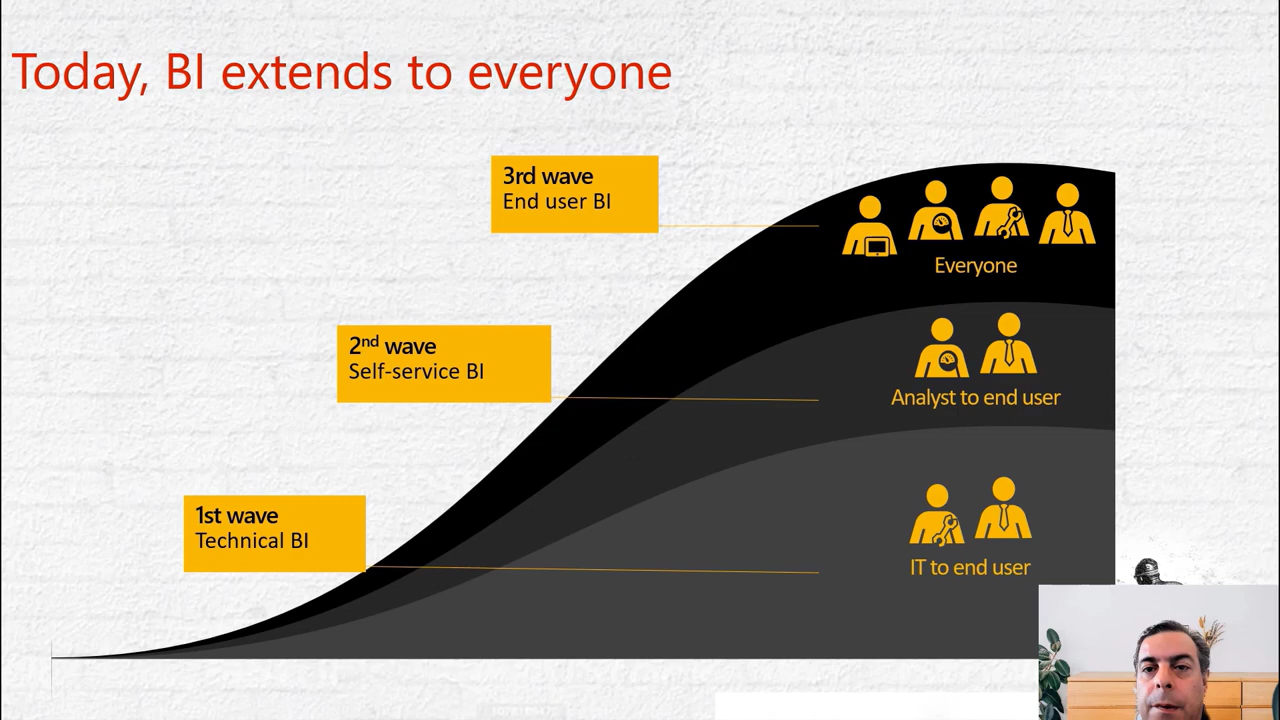 Today, BI extends to everyone
3rd wave
End user BI
Everyone
2nd wave
Self-service BI
Analyst to end user
1st wave
Technical BI
IT to end user